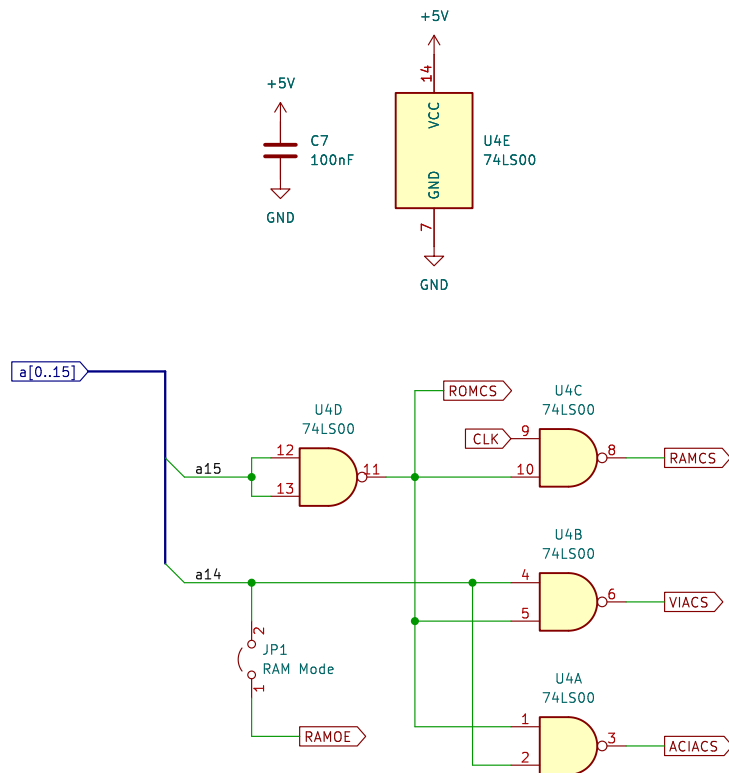 +5V
14
VCC
U4E
74LS00
GND
7
GND
+5V
C7
100nF
GND
a[0..15]
ROMCS
U4D
74LS00
12
13
11
a15
U4C
74LS00
CLK
9
10
8
RAMCS
a14
U4B
74LS00
4
5
6
VIACS
2
JP1
RAM Mode
1
RAMOE
U4A
74LS00
1
2
3
ACIACS